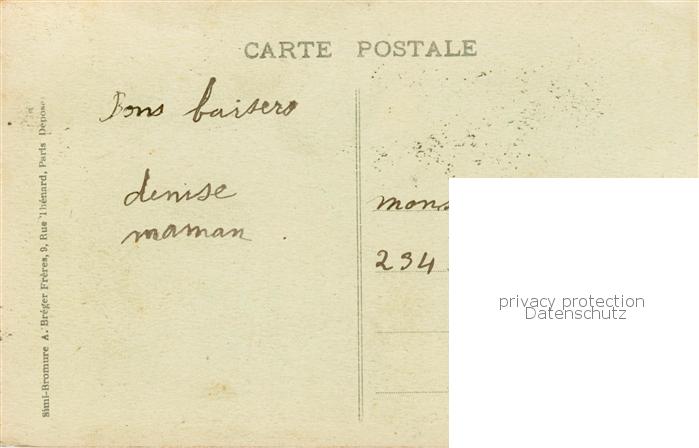 CARTE POSTALE
Bons baisers
denise
maman
mons
294
Simi-Bromure A. Bréger Frères, 9, Rue Thénard, Paris Déposé
privacy protection
Datenschutz